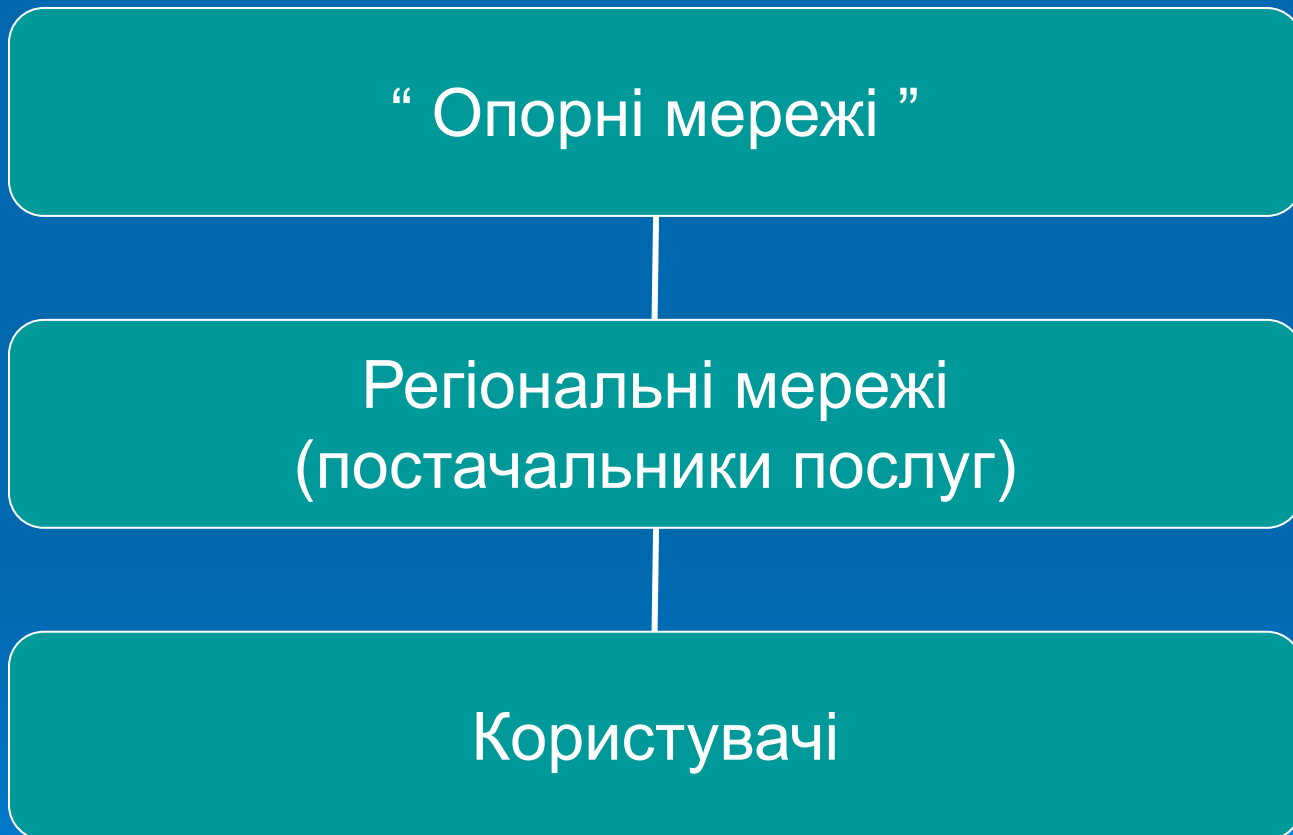 “ Опорні мережі ”
Регіональні мережі
(постачальники послуг)
Користувачі